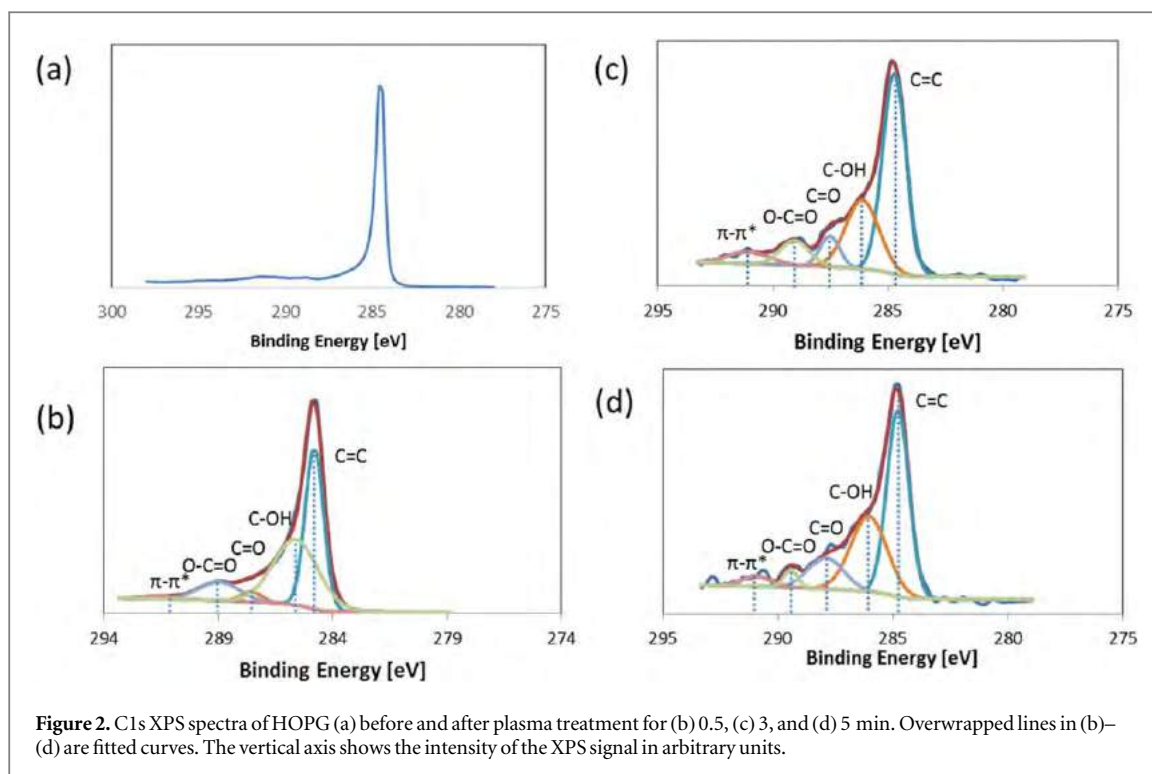 (a)
300 295 290 285 280 275
Binding Energy [eV]
(b)
C=C
C-OH
C=O
O-C=O
π-π*
294 289 284 279 274
Binding Energy [eV]
(c)
C=C
C-OH
C=O
O-C=O
π-π*
295 290 285 280 275
Binding Energy [eV]
(d)
C=C
C-OH
C=O
O-C=O
π-π*
295 290 285 280 275
Binding Energy [eV]
Figure 2. C1s XPS spectra of HOPG (a) before and after plasma treatment for (b) 0.5, (c) 3, and (d) 5 min. Overwrapped lines in (b)–
(d) are fitted curves. The vertical axis shows the intensity of the XPS signal in arbitrary units.